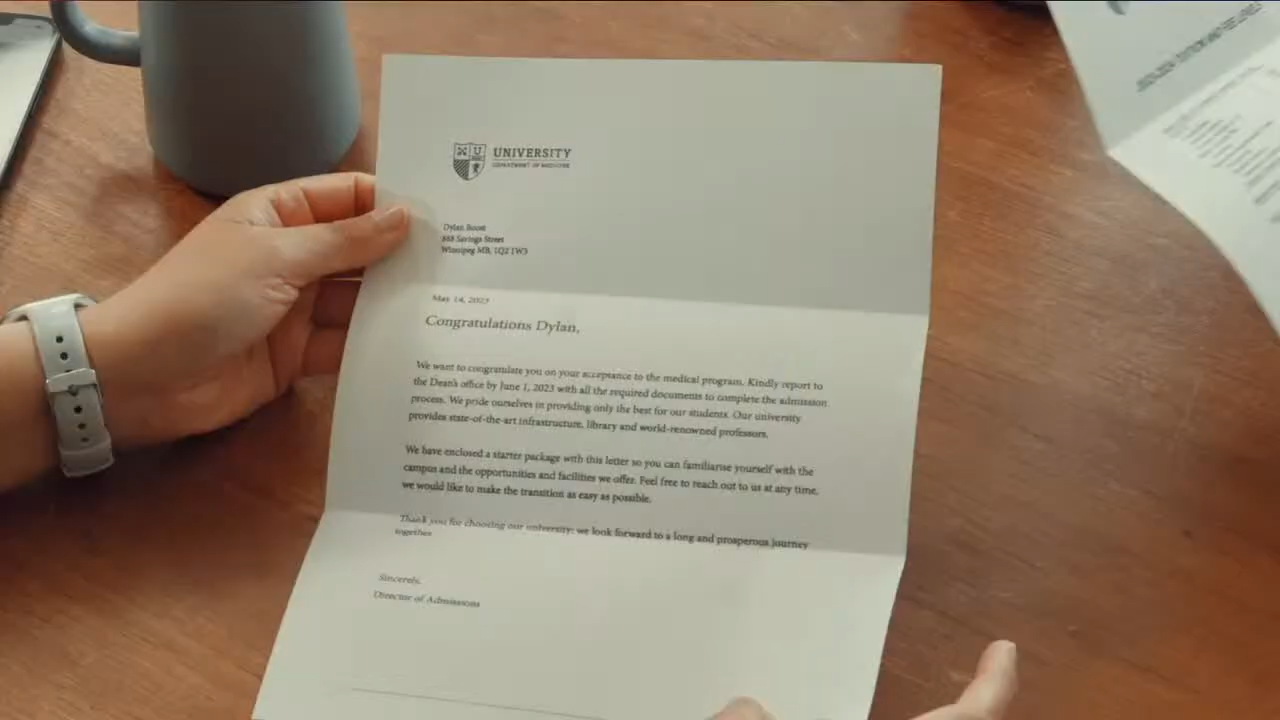 UNIVERSITY
DEPARTMENT OF MEDICINE
Dylan Boost
888 Savings Street
Winnipeg MB, 1Q2 1W3
May 14, 2023
Congratulations Dylan,
We want to congratulate you on your acceptance to the medical program. Kindly report to
the Dean's office by June 1, 2023 with all the required documents to complete the admission
process. We pride ourselves in providing only the best for our students. Our university
provides state-of-the-art infrastructure, library and world-renowned professors.
We have enclosed a starter package with this letter so you can familiarise yourself with the
campus and the opportunities and facilities we offer. Feel free to reach out to us at any time,
we would like to make the transition as easy as possible.
Thank you for choosing our university; we look forward to a long and prosperous journey
together
Sincerely,
Director of Admissions